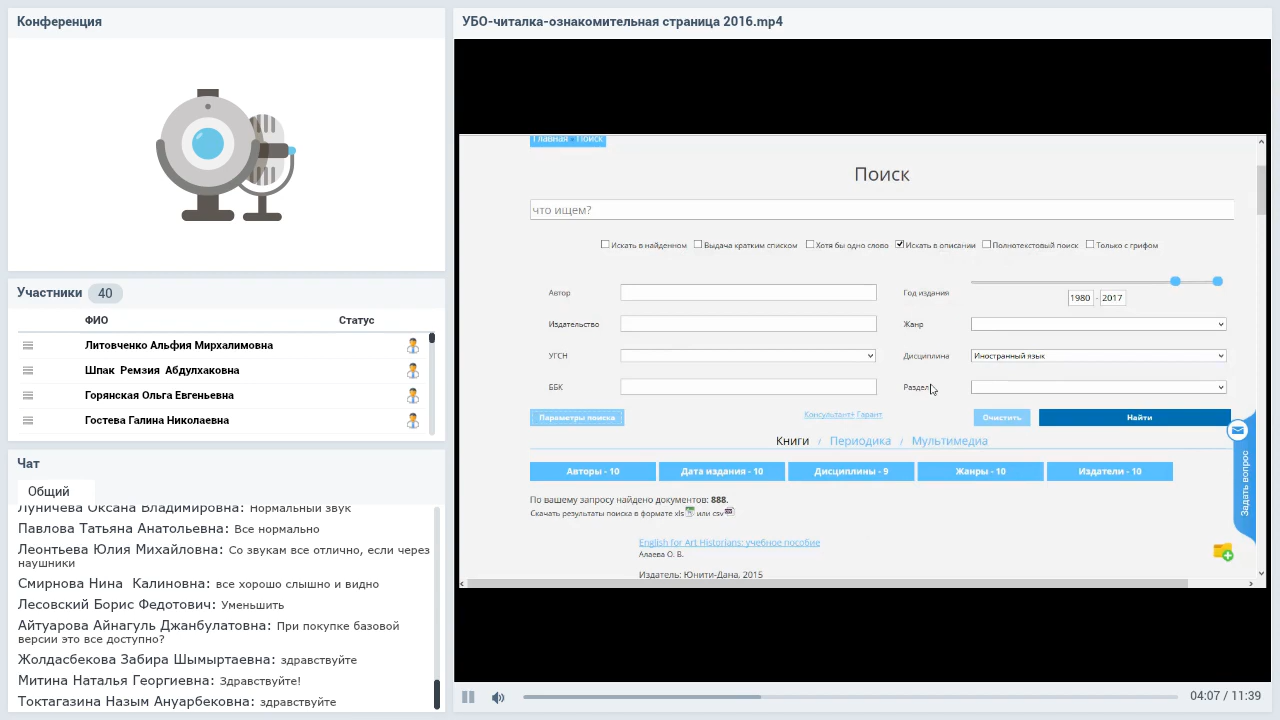 Конференция
УБО-читалка-ознакомительная страница 2016.mp4
Участники 40
ФИО Статус
Литовченко Альфия Мирхалимовна
Шпак Ремзия Абдулхаковна
Горянская Ольга Евгеньевна
Гостева Галина Николаевна
Чат
Общий
Луничева Оксана Владимировна: Нормальный звук
Павлова Татьяна Анатольевна: Все нормально
Леонтьева Юлия Михайловна: Со звукам все отлично, если через
наушники
Смирнова Нина Калиновна: все хорошо слышно и видно
Лесовский Борис Федотович: Уменьшить
Айтуарова Айнагуль Джанбулатовна: При покупке базовой
версии это все доступно?
Жолдасбекова Забира Шымыртаевна: здравствуйте
Митина Наталья Георгиевна: Здравствуйте!
Токтагазина Назым Ануарбековна: здравствуйте
Главная - Поиск
Поиск
что ищем?
Искать в найденном Выдача кратким списком Хотя бы одно слово Искать в описании Полнотекстовый поиск Только с грифом
Автор Год издания
1980 - 2017
Издательство Жанр
УГСН Дисциплина Иностранный язык
ББК Раздел
Параметры поиска Консультант+ Гарант Очистить Найти
Книги / Периодика / Мультимедиа
Авторы - 10 Дата издания - 10 Дисциплины - 9 Жанры - 10 Издатели - 10
По вашему запросу найдено документов: 888.
Скачать результаты поиска в формате xls или csv
English for Art Historians: учебное пособие
Алаева О. В.
Издатель: Юнити-Дана, 2015
Задать вопрос
04:07 / 11:39